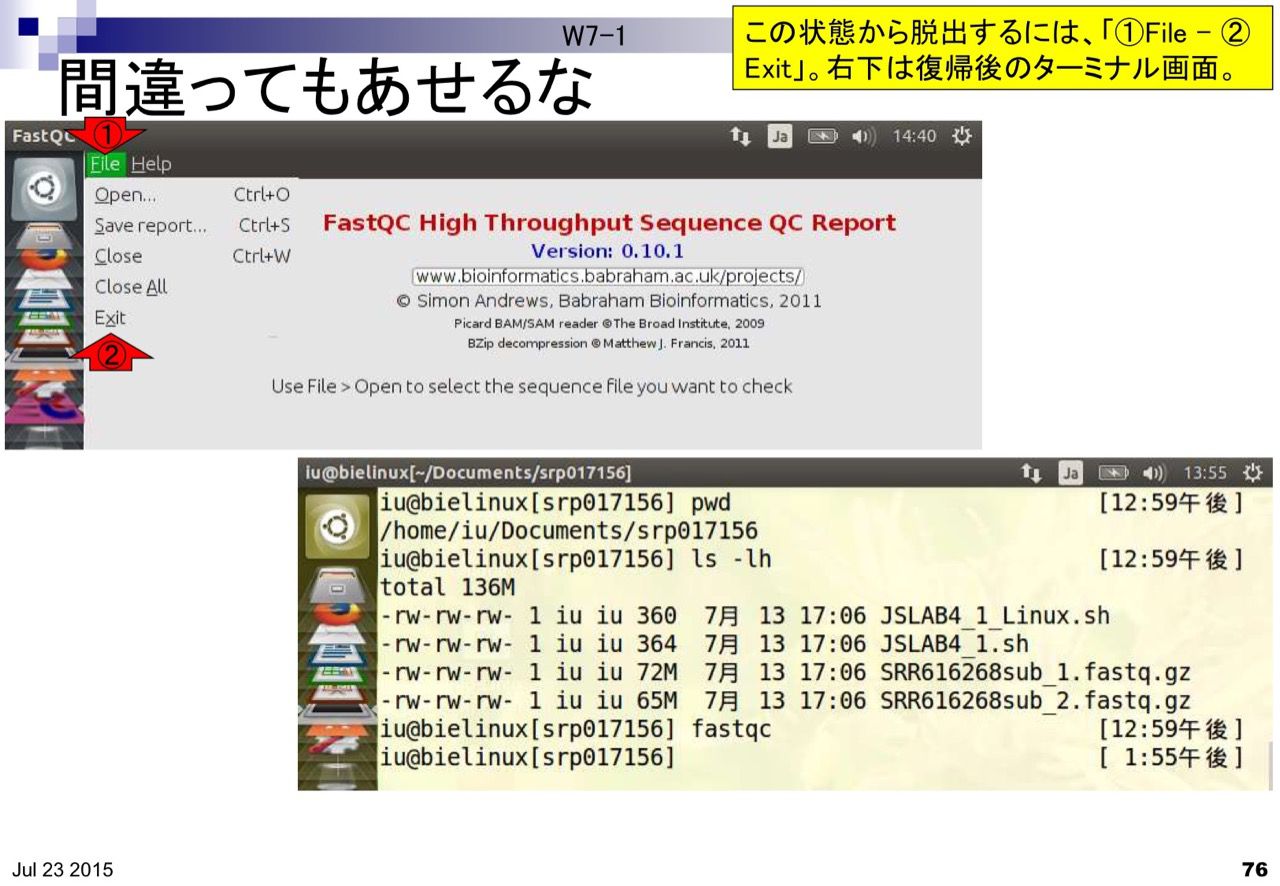 W7-1
この状態から脱出するには、「①File - ②
Exit」。右下は復帰後のターミナル画面。
間違ってもあせるな
①
Ja 14:40
File Help
Open... Ctrl+O
Save report... Ctrl+S
Close Ctrl+W
Close All
Exit
②
FastQC High Throughput Sequence QC Report
Version: 0.10.1
www.bioinformatics.babraham.ac.uk/projects/
© Simon Andrews, Babraham Bioinformatics, 2011
Picard BAM/SAM reader ©The Broad Institute, 2009
BZip decompression ©Matthew J. Francis, 2011
Use File > Open to select the sequence file you want to check
iu@bielinux[~/Documents/srp017156] Ja 13:55
iu@bielinux[srp017156] pwd [12:59午後]
/home/iu/Documents/srp017156
iu@bielinux[srp017156] ls -lh [12:59午後]
total 136M
-rw-rw-rw- 1 iu iu 360 7月 13 17:06 JSLAB4_1_Linux.sh
-rw-rw-rw- 1 iu iu 364 7月 13 17:06 JSLAB4_1.sh
-rw-rw-rw- 1 iu iu 72M 7月 13 17:06 SRR616268sub_1.fastq.gz
-rw-rw-rw- 1 iu iu 65M 7月 13 17:06 SRR616268sub_2.fastq.gz
iu@bielinux[srp017156] fastqc [12:59午後]
iu@bielinux[srp017156] [ 1:55午後]
Jul 23 2015
76